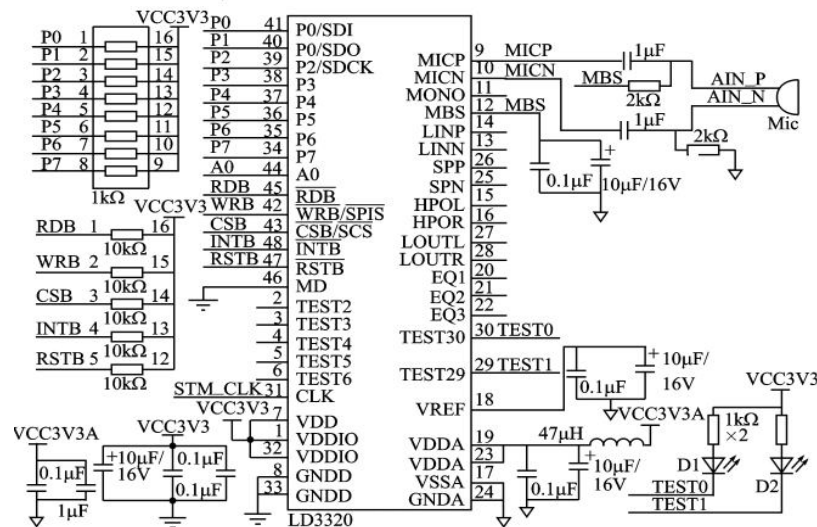 VCC3V3
P0 1 16
P1 2 15
P2 3 14
P3 4 13
P4 5 12
P5 6 11
P6 7 10
P7 8 9
1kΩ
VCC3V3
RDB 1 16
10kΩ
WRB 2 15
10kΩ
CSB 3 14
10kΩ
INTB 4 13
10kΩ
RSTB 5 12
10kΩ
P0 41 P0/SDI
P1 40 P0/SDO
P2 39 P2/SDCK
P3 38 P3
P4 37 P4
P5 36 P5
P6 35 P6
P7 34 P7
A0 44 A0
RDB 45 RDB
WRB 42 WRB/SPIS
CSB 43 CSB/SCS
INTB 48 INTB
RSTB 47 RSTB
46 MD
2 TEST2
3 TEST3
4 TEST4
5 TEST5
6 TEST6
STM_CLK 31 CLK
VCC3V3
7 VDD
1 VDDIO
32 VDDIO
8 GNDD
33 GNDD
LD3320
MICP 9 MICP
MICN 10 MICN
MONO 11
MBS 12 MBS
LINP 14
LINN 13
SPP 26
SPN 25
HPOL 15
HPOR 16
LOUTL 27
LOUTR 28
EQ1 20
EQ2 21
EQ3 22
TEST30 30 TEST0
TEST29 29 TEST1
VREF 18
VDDA 19
VDDA 23
VSSA 17
GNDA 24
1μF
MBS
2kΩ
AIN_P
AIN_N
Mic
1μF
2kΩ
0.1μF
+
10μF/16V
0.1μF
+ 10μF/
16V
47μH
VCC3V3A
0.1μF
+ 10μF/
16V
VCC3V3
1kΩ
×2
D1
D2
TEST0
TEST1
VCC3V3A
0.1μF
1μF
VCC3V3
+ 10μF/
16V
0.1μF
0.1μF